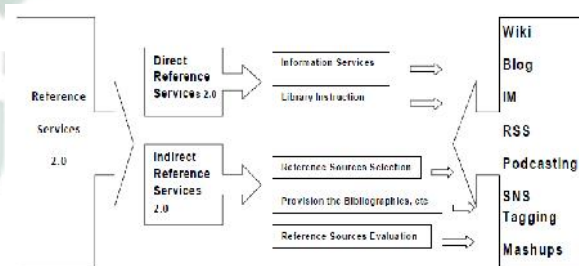 Reference
Services
2.0
Direct
Reference
Services 2.0
Indirect
Reference
Services
2.0
Information Services
Library Instruction
Reference Sources Selection
Provision the Bibliographics, etc
Reference Sources Evaluation
Wiki
Blog
IM
RSS
Podcasting
SNS
Tagging
Mashups